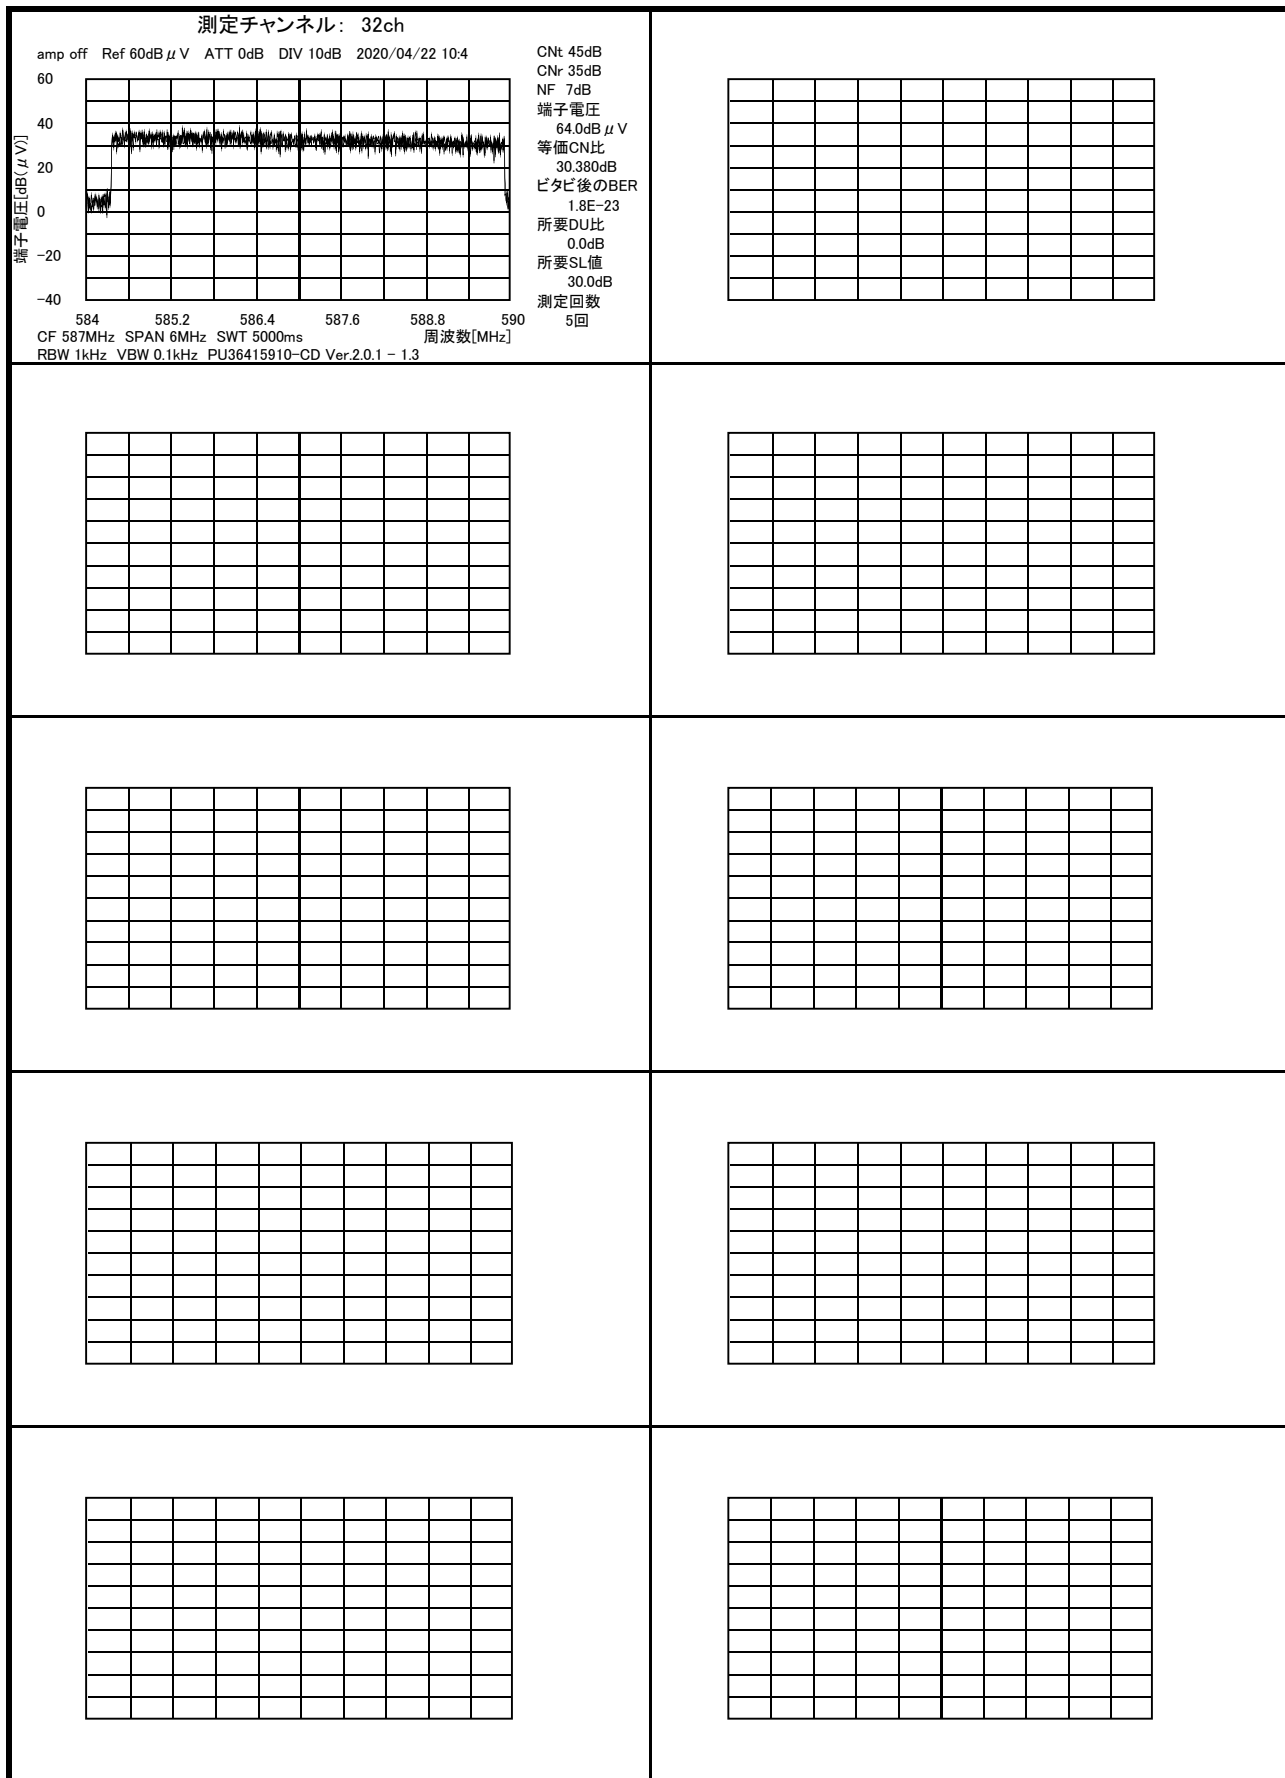 測定チャンネル: 32ch
amp off Ref 60dBμV ATT 0dB DIV 10dB 2020/04/22 10:4
CNt 45dB
CNr 35dB
NF 7dB
端子電圧
64.0dBμV
等価CN比
30.380dB
ビタビ後のBER
1.8E-23
所要DU比
0.0dB
所要SL値
30.0dB
測定回数
5回
端子電圧[dB(μV)]
60
40
20
0
-20
-40
584 585.2 586.4 587.6 588.8 590
CF 587MHz SPAN 6MHz SWT 5000ms 周波数[MHz]
RBW 1kHz VBW 0.1kHz PU36415910-CD Ver.2.0.1 - 1.3